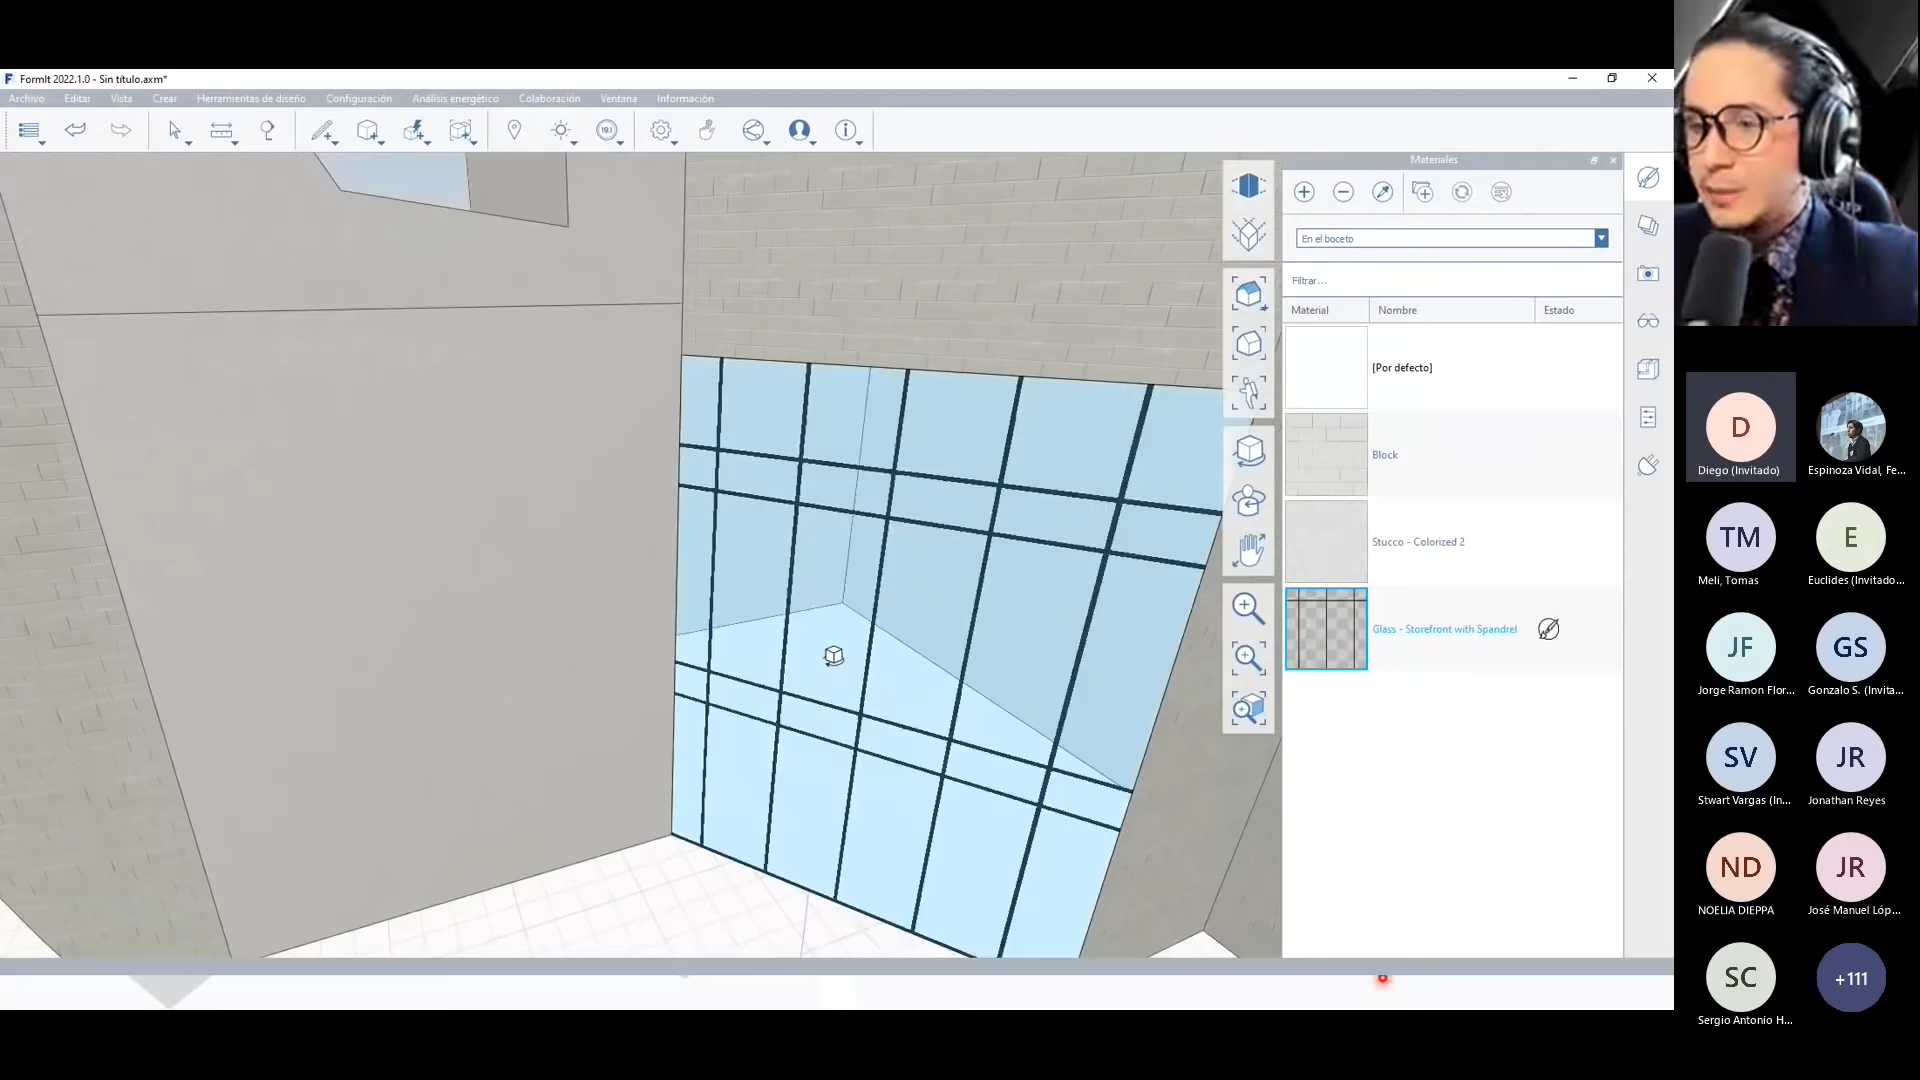 FormIt 2022.1.0 - Sin título.axm*
Archivo Editar Vista Crear Herramientas de diseño Configuración Análisis energético Colaboración Ventana Información
19.1
Materiales
En el boceto
Filtrar...
Material Nombre Estado
[Por defecto]
Block
Stucco - Colorized 2
Glass - Storefront with Spandrel
D
Diego (Invitado)
Espinoza Vidal, Fe...
TM
Meli, Tomas
E
Euclides (Invitado...
JF
Jorge Ramon Flor...
GS
Gonzalo S. (Invita...
SV
Stwart Vargas (In...
JR
Jonathan Reyes
ND
NOELIA DIEPPA
JR
José Manuel Lóp...
SC
Sergio Antonio H...
+111